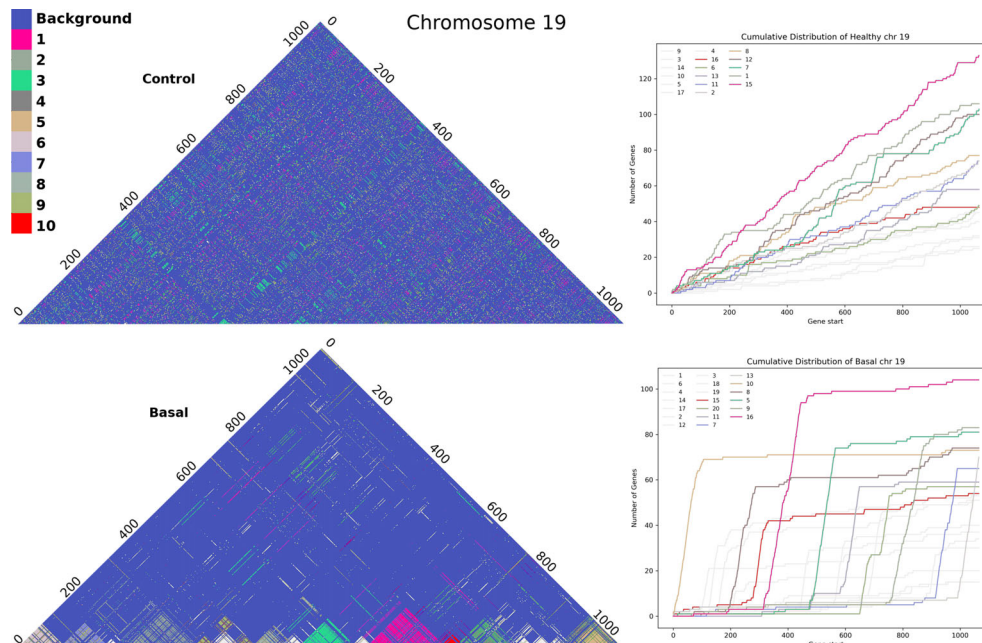 Chromosome 19
Background
1
2
3
4
5
6
7
8
9
10
Control
0 200 400 600 800 1000
0 200 400 600 800 1000
Cumulative Distribution of Healthy chr 19
9 4 8
3 16 12
14 6 7
10 13 1
5 11 15
17 2
Number of Genes
0 20 40 60 80 100 120
0 200 400 600 800 1000
Gene start
Basal
0 200 400 600 800 1000
0 200 400 600 800 1000
Cumulative Distribution of Basal chr 19
1 3 13
6 18 10
4 19 8
14 15 5
17 20 9
2 11 16
12 7
Number of Genes
0 20 40 60 80 100
0 200 400 600 800 1000